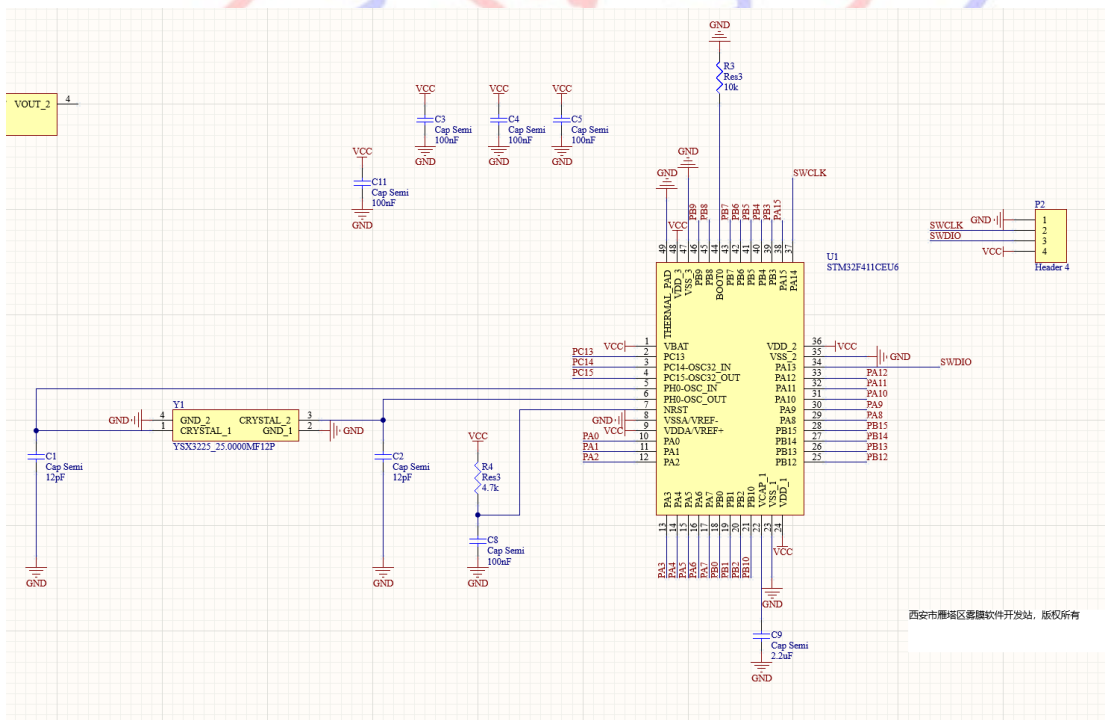 GND
R3
Res3
10k
VOUT_2
4
VCC
VCC
VCC
C3
Cap Semi
100nF
C4
Cap Semi
100nF
C5
Cap Semi
100nF
GND
GND
GND
VCC
C11
Cap Semi
100nF
GND
GND
GND
VCC
PB9
PB8
PB7
PB6
PB5
PB4
PB3
PA15
SWCLK
49
48
47
46
45
44
43
42
41
40
39
38
37
P2
GND
1
SWCLK
2
SWDIO
3
VCC
4
Header 4
U1
STM32F411CEU6
THERMAL_PAD
VDD_3
VSS_3
PB9
PB8
BOOT0
PB7
PB6
PB5
PB4
PB3
PA15
PA14
VCC 1 VBAT
PC13 2 PC13
PC14 3 PC14-OSC32_IN
PC15 4 PC15-OSC32_OUT
5 PH0-OSC_IN
6 PH0-OSC_OUT
7 NRST
GND 8 VSSA/VREF-
VCC 9 VDDA/VREF+
PA0 10 PA0
PA1 11 PA1
PA2 12 PA2
VDD_2 36 VCC
VSS_2 35 GND
PA13 34 SWDIO
PA12 33 PA12
PA11 32 PA11
PA10 31 PA10
PA9 30 PA9
PA8 29 PA8
PB15 28 PB15
PB14 27 PB14
PB13 26 PB13
PB12 25 PB12
Y1
GND 4 GND_2
1 CRYSTAL_1
CRYSTAL_2 3
GND_1 2 GND
YSX3225_25.0000MF12P
C1
Cap Semi
12pF
C2
Cap Semi
12pF
VCC
R4
Res3
4.7k
C8
Cap Semi
100nF
GND
GND
GND
PA3
PA4
PA5
PA6
PA7
PB0
PB1
PB2
PB10
VCAP_1
VSS_1
VDD_1
13
14
15
16
17
18
19
20
21
22
23
24
PA3
PA4
PA5
PA6
PA7
PB0
PB1
PB2
PB10
VCC
GND
C9
Cap Semi
2.2uF
GND
西安市雁塔区雾膜软件开发站，版权所有